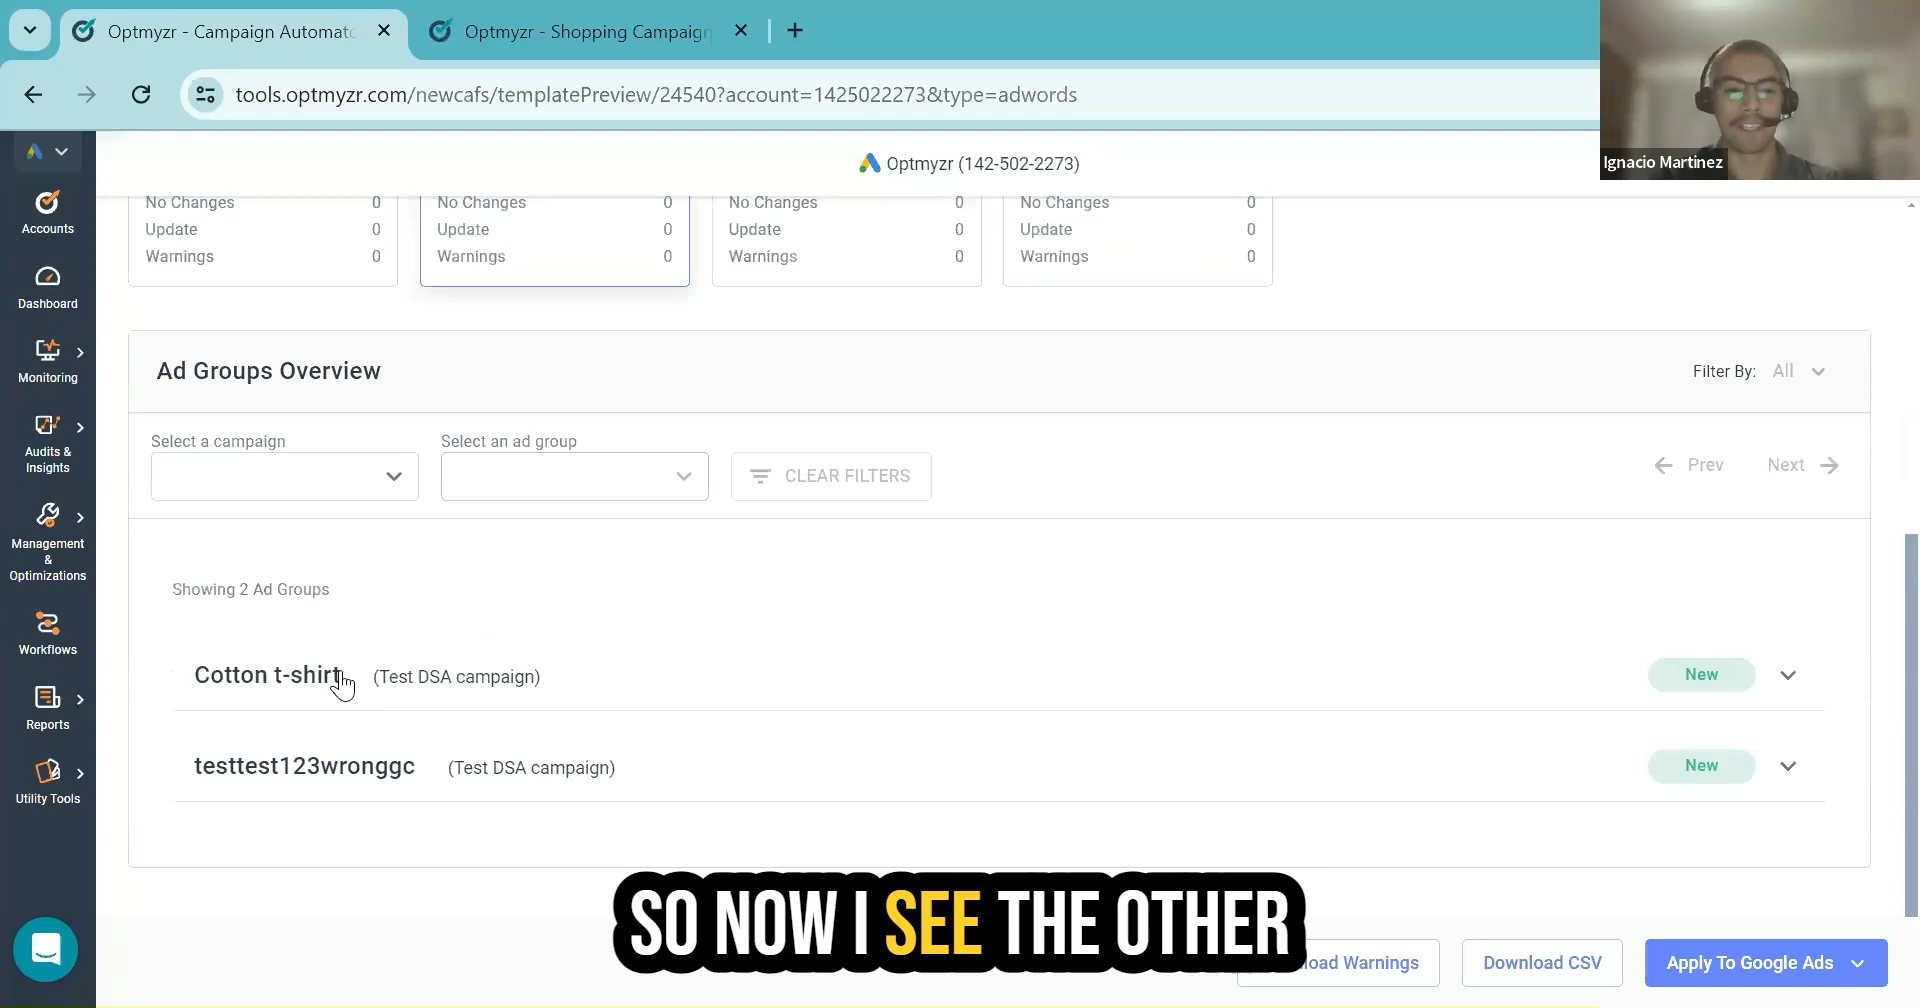 Optmyzr - Campaign Automato
Optmyzr - Shopping Campaign
tools.optmyzr.com/newcafs/templatePreview/24540?account=1425022273&type=adwords
Ignacio Martinez
Optmyzr (142-502-2273)
Accounts
Dashboard
Monitoring
Audits &
Insights
Management
&
Optimizations
Workflows
Reports
Utility Tools
No Changes 0
Update 0
Warnings 0
No Changes 0
Update 0
Warnings 0
No Changes 0
Update 0
Warnings 0
No Changes 0
Update 0
Warnings 0
Ad Groups Overview
Filter By: All
Select a campaign
Select an ad group
CLEAR FILTERS
Prev
Next
Showing 2 Ad Groups
Cotton t-shirt (Test DSA campaign) New
testtest123wronggc (Test DSA campaign) New
SO NOW I SEE THE OTHER
Warnings
Download CSV
Apply To Google Ads